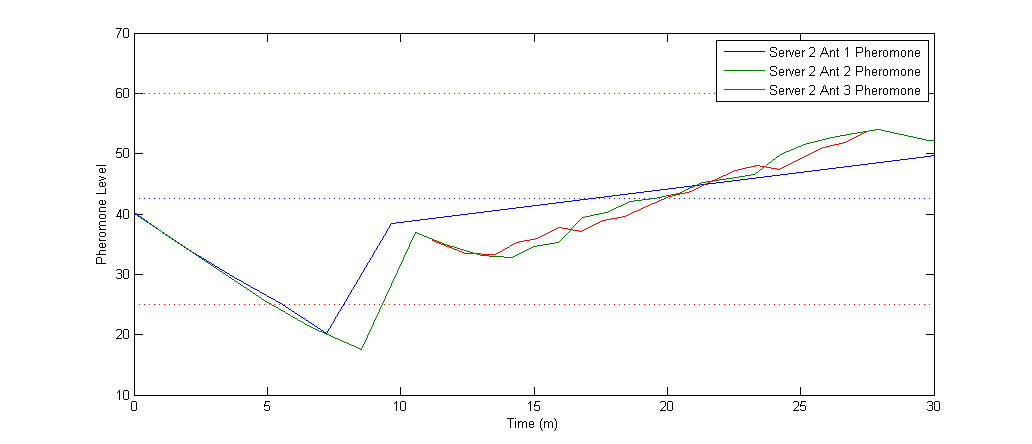 70
60
50
40
30
20
10
Pheromone Level
Server 2 Ant 1 Pheromone
Server 2 Ant 2 Pheromone
Server 2 Ant 3 Pheromone
0 5 10 15 20 25 30
Time (m)